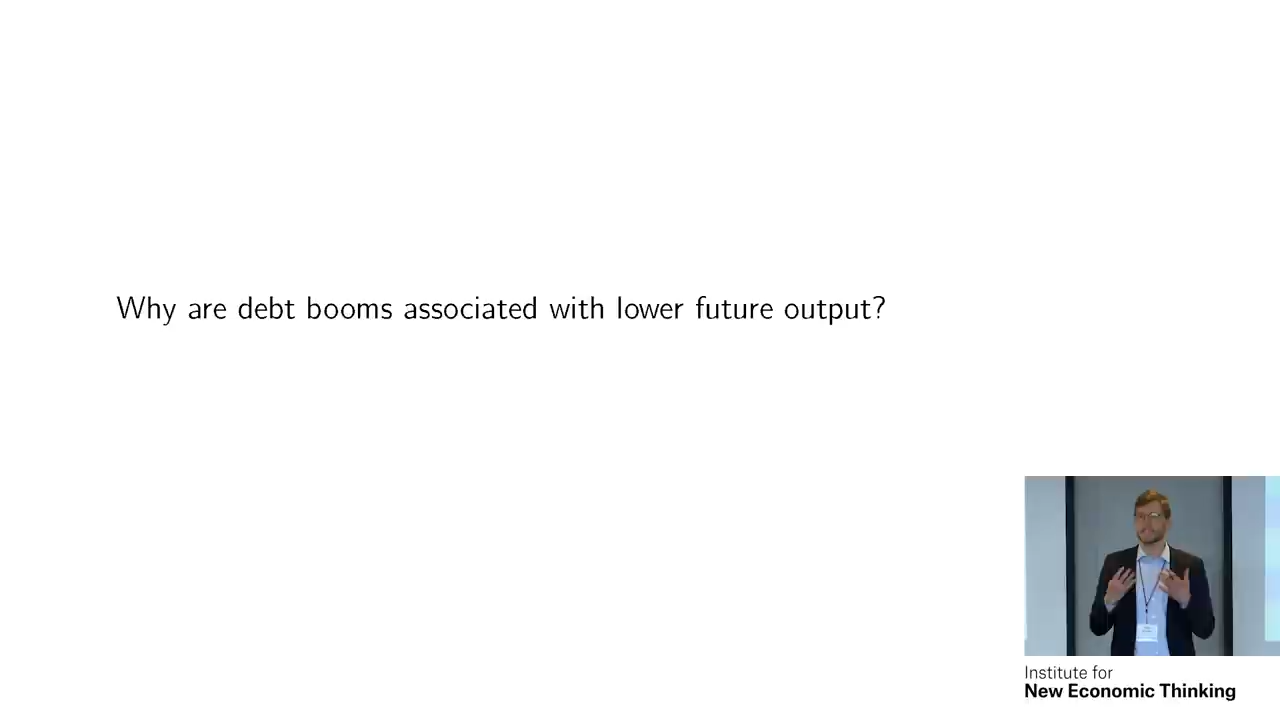 Why are debt booms associated with lower future output?
Institute for
New Economic Thinking